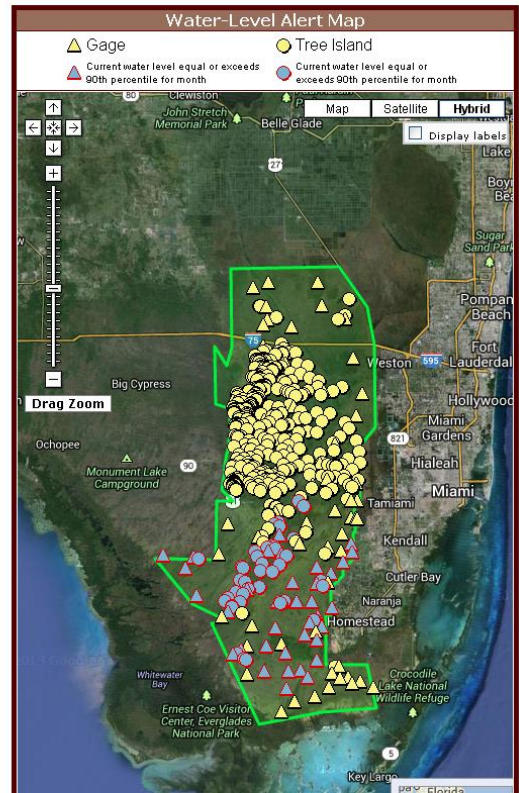 Water-Level Alert Map
Gage
Tree Island
Current water level equal or exceeds
90th percentile for month
Current water level equal or
exceeds 90th percentile for month
80
Clewiston
John Stretch
Memorial Park
Belle Glade
27
Map
Satellite
Hybrid
Display labels
Lake
Boyn
Bea
Sugar
Sand Park
Pompan
Beach
75
Weston
595
Fort
Lauderdal
Big Cypress
Drag Zoom
Hollywood
Miami
Gardens
821
Ochopee
Hialeah
Monument Lake
Campground
90
Miami
Tamiami
Kendall
Cutler Bay
Naranja
Homestead
Whitewater
Bay
Crocodile
Lake National
Wildlife Refuge
Ernest Coe Visitor
Center, Everglades
National Park
5
Key Largo
Florida